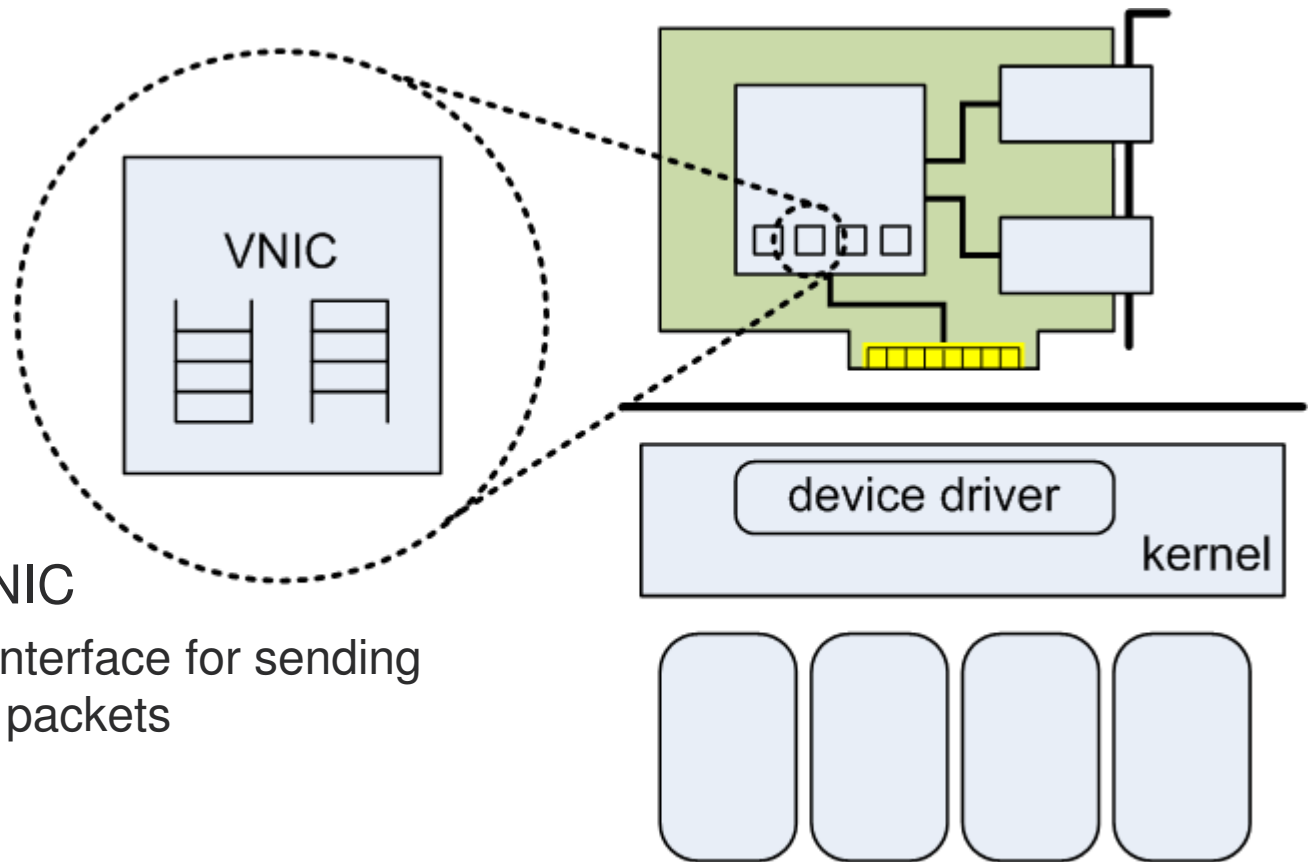 VNIC
device driver
kernel
NIC
nterface for sending
packets